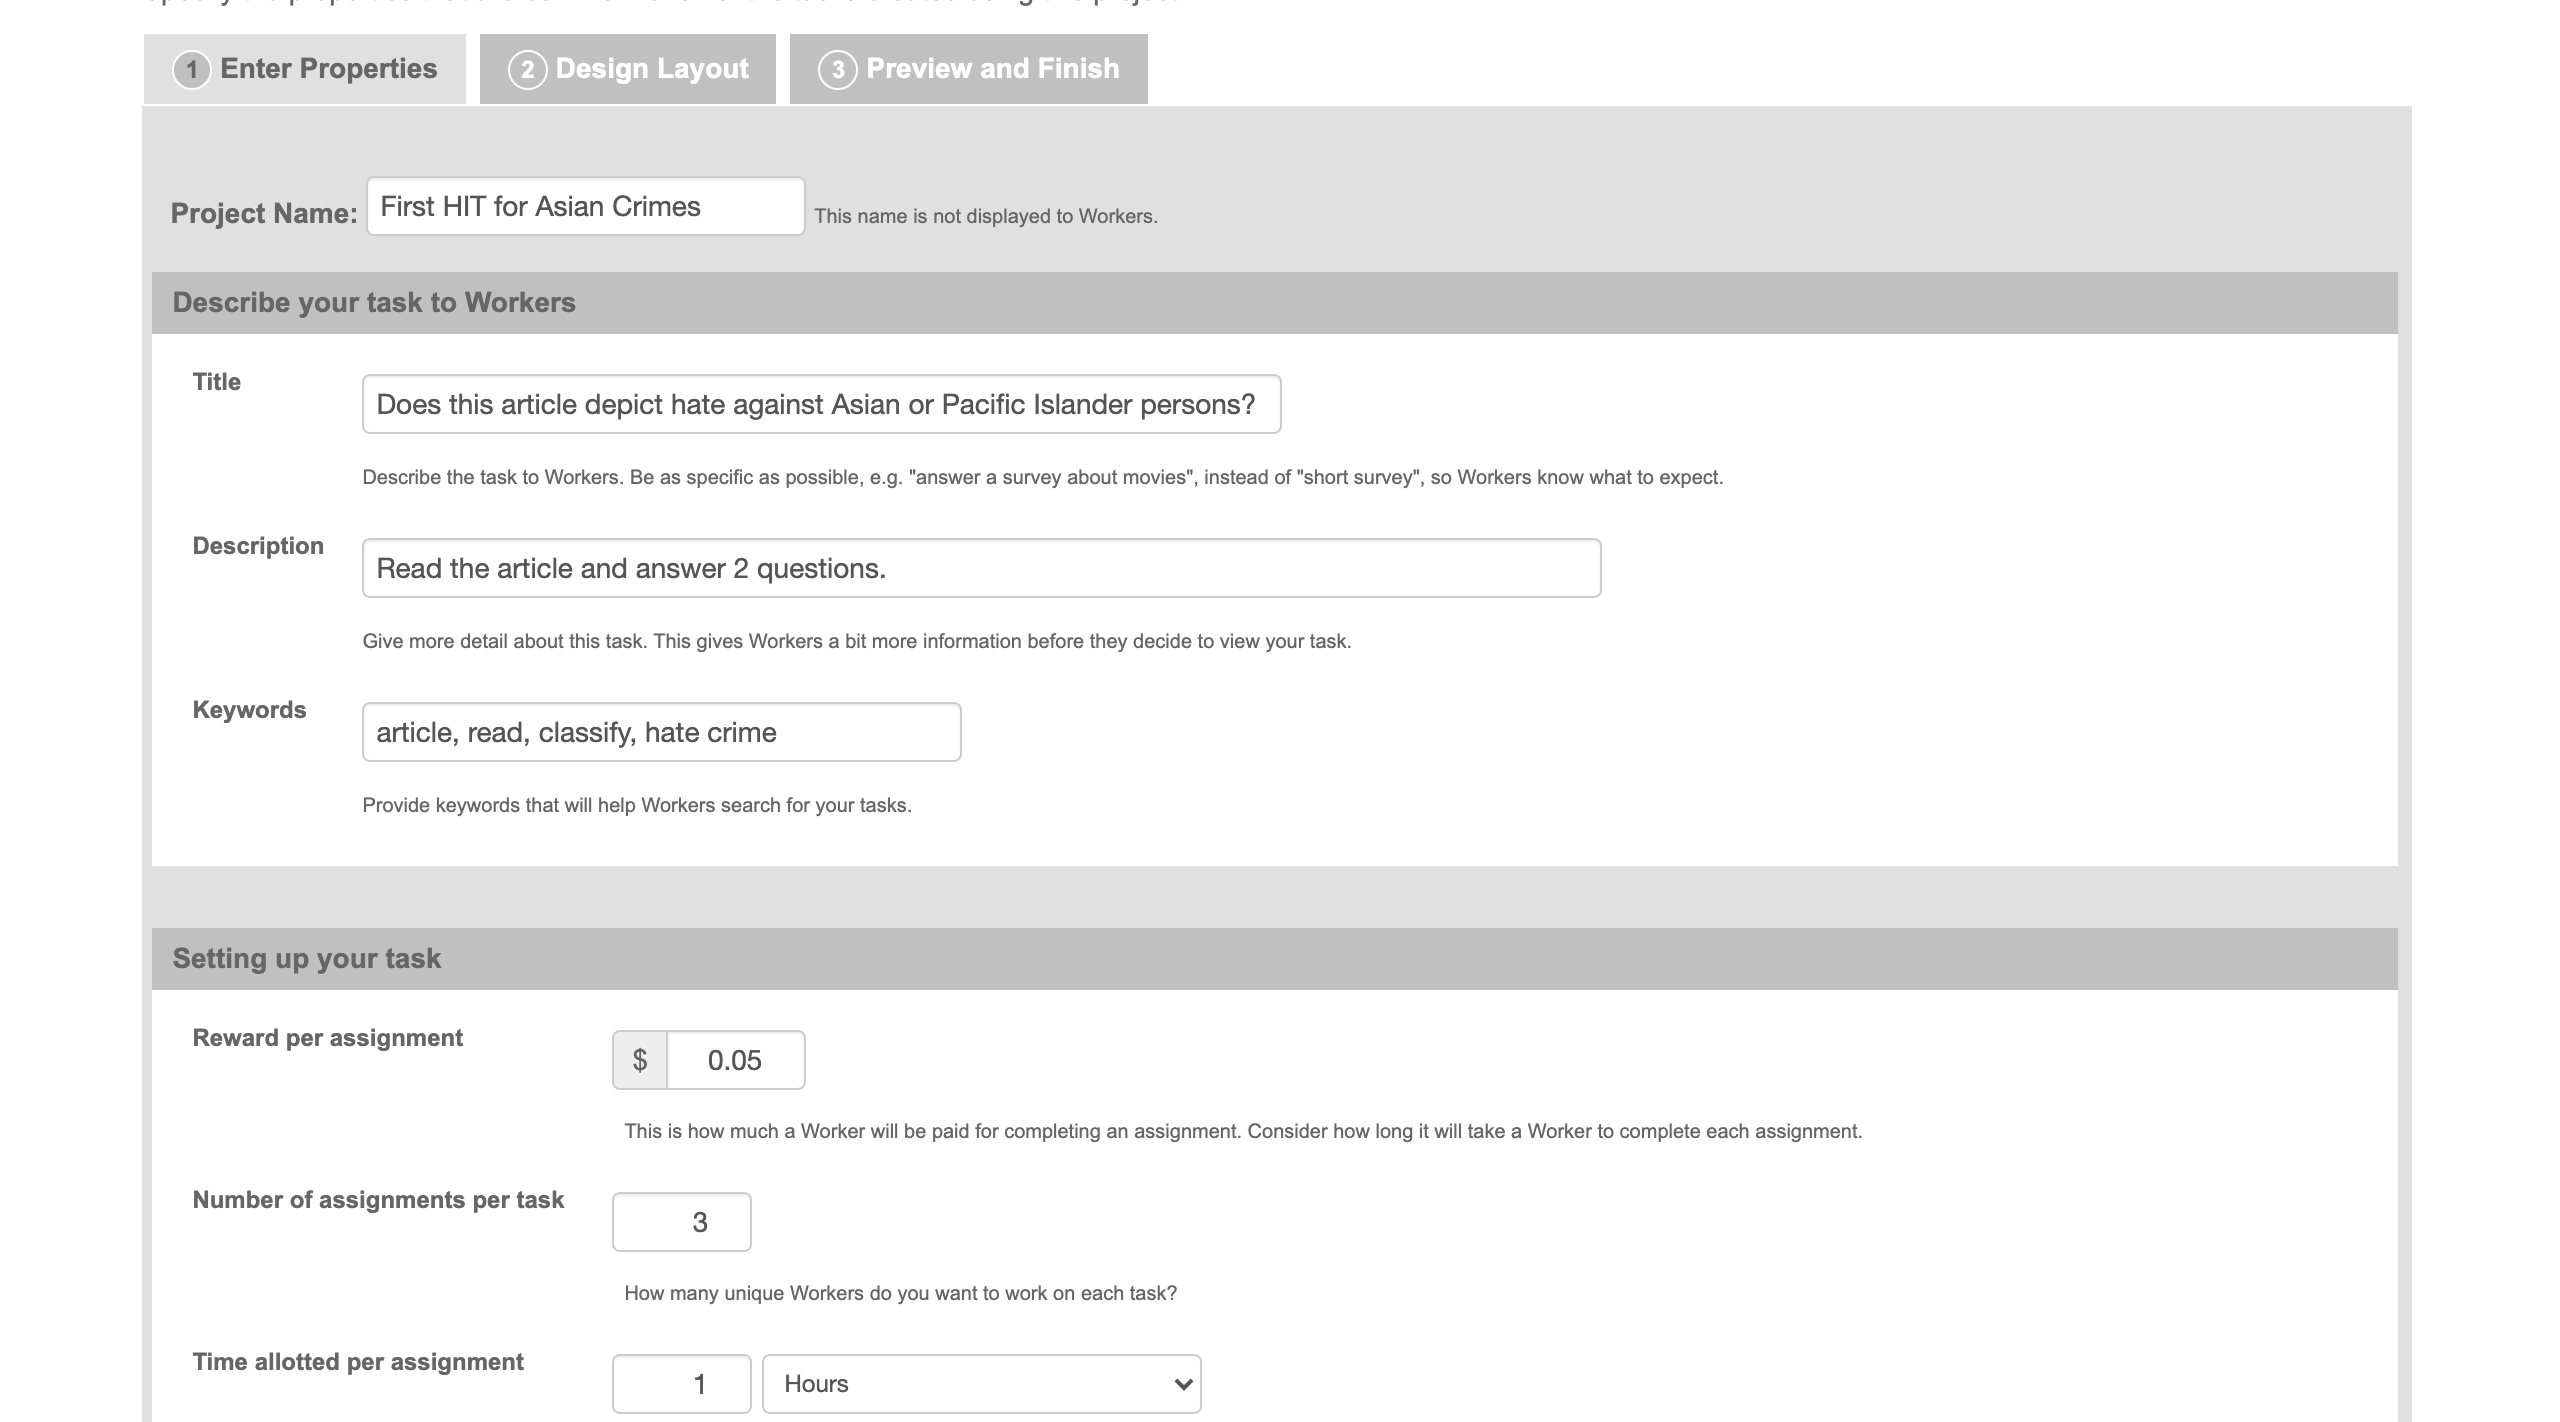 1 Enter Properties 2 Design Layout 3 Preview and Finish
Project Name: First HIT for Asian Crimes This name is not displayed to Workers.
Describe your task to Workers
Title
Does this article depict hate against Asian or Pacific Islander persons?
Describe the task to Workers. Be as specific as possible, e.g. "answer a survey about movies", instead of "short survey", so Workers know what to expect.
Description
Read the article and answer 2 questions.
Give more detail about this task. This gives Workers a bit more information before they decide to view your task.
Keywords
article, read, classify, hate crime
Provide keywords that will help Workers search for your tasks.
Setting up your task
Reward per assignment
$ 0.05
This is how much a Worker will be paid for completing an assignment. Consider how long it will take a Worker to complete each assignment.
Number of assignments per task
3
How many unique Workers do you want to work on each task?
Time allotted per assignment
1 Hours